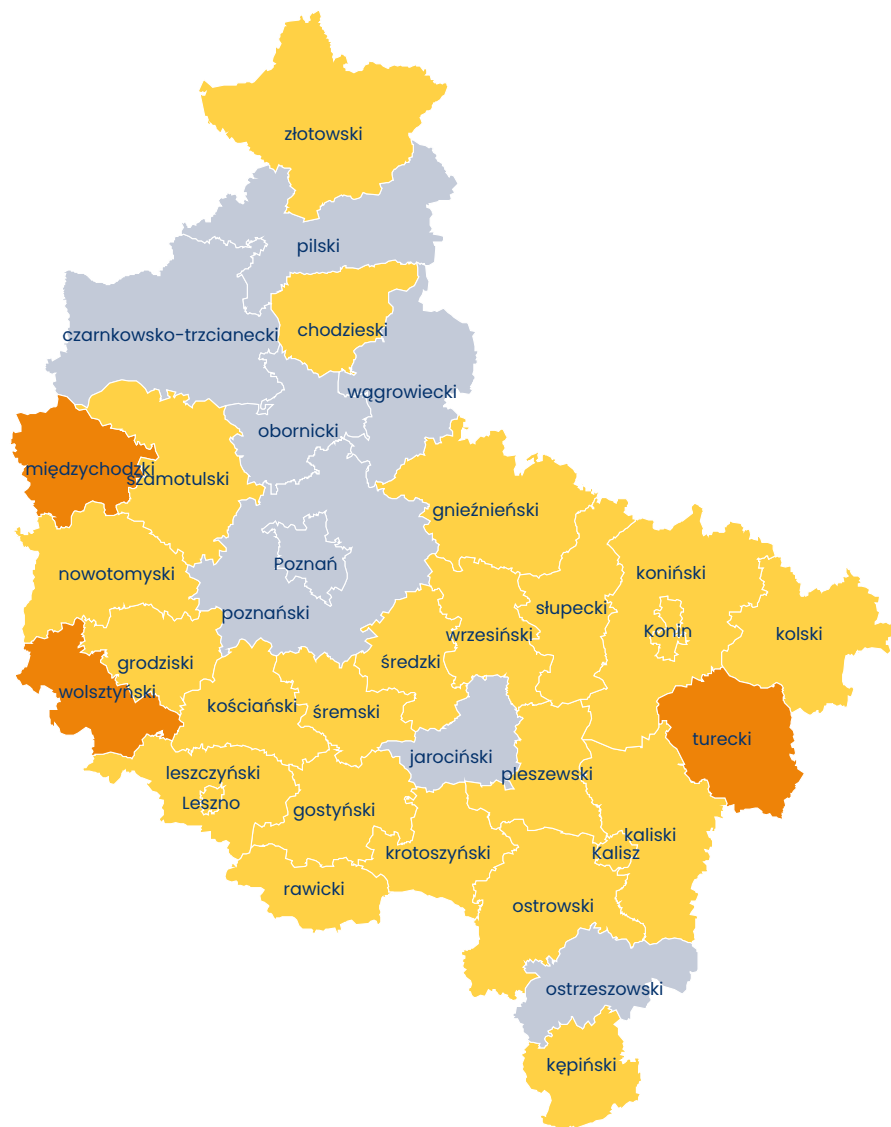 złotowski
pilski
chodzieski
czarnkowsko-trzcianecki
wągrowiecki
obornicki
międzychodzki
szamotulski
gnieźnieński
Poznań
nowotomyski
koniński
słupecki
poznański
Konin
wrzesiński
kolski
grodziski
średzki
wolsztyński
kościański
śremski
turecki
jarociński
leszczyński
pleszewski
Leszno
gostyński
kaliski
krotoszyński
Kalisz
rawicki
ostrowski
ostrzeszowski
kępiński